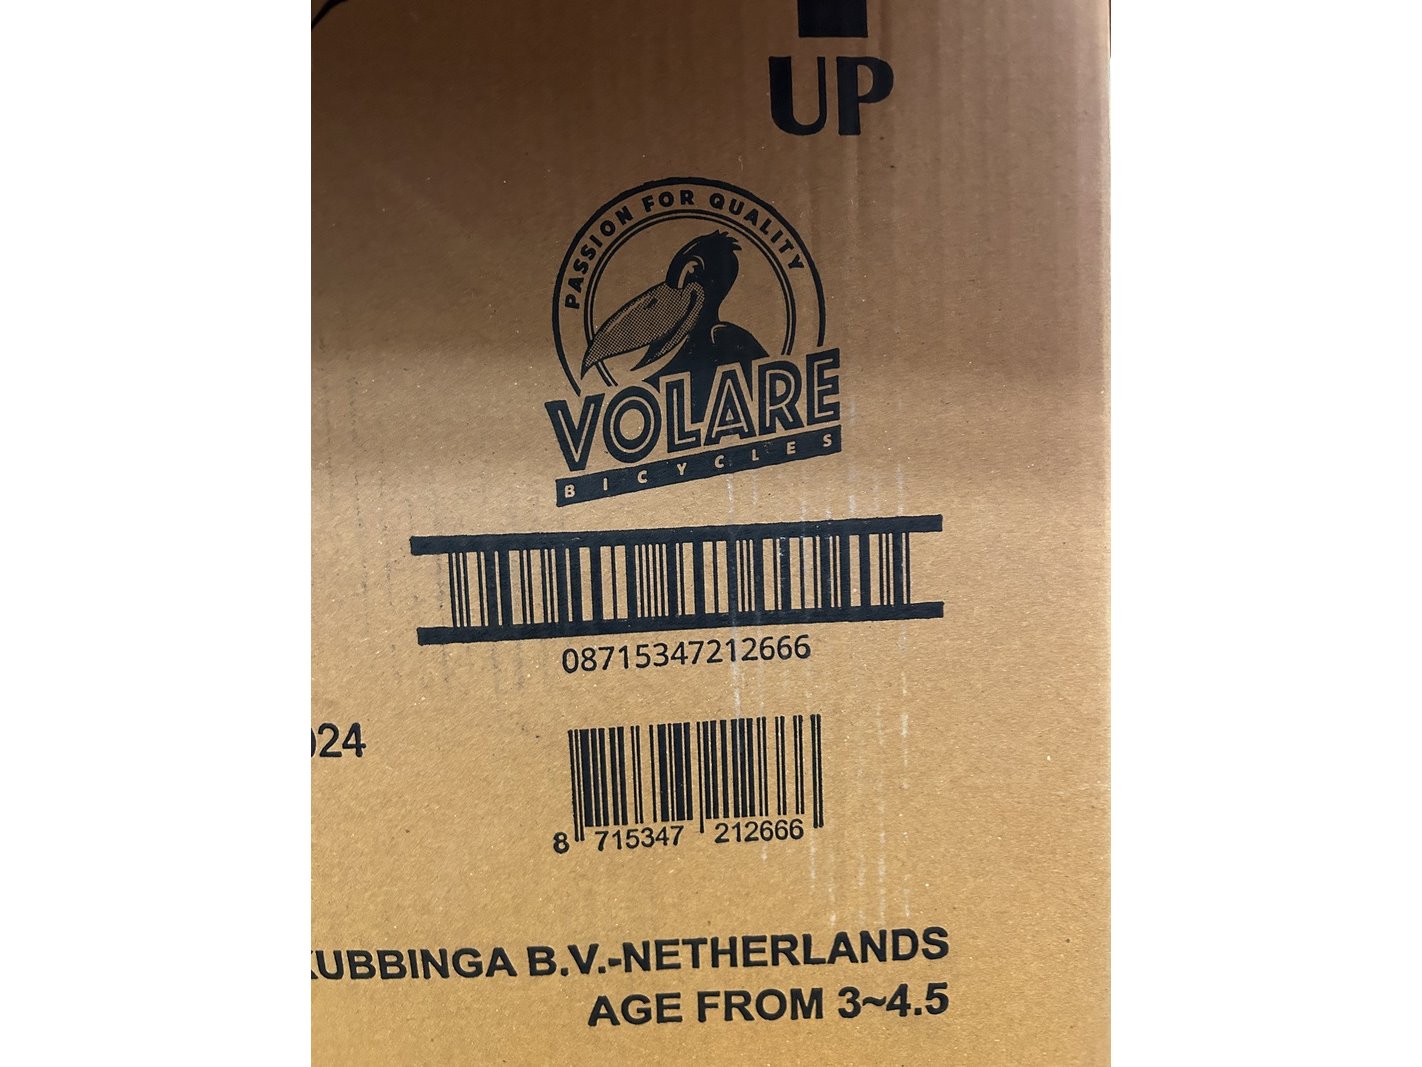 UP
PASSION FOR QUALITY
VOLARE
BICYCLES
08715347212666
024
8 715347 212666
KUBBINGA B.V.-NETHERLANDS
AGE FROM 3~4.5